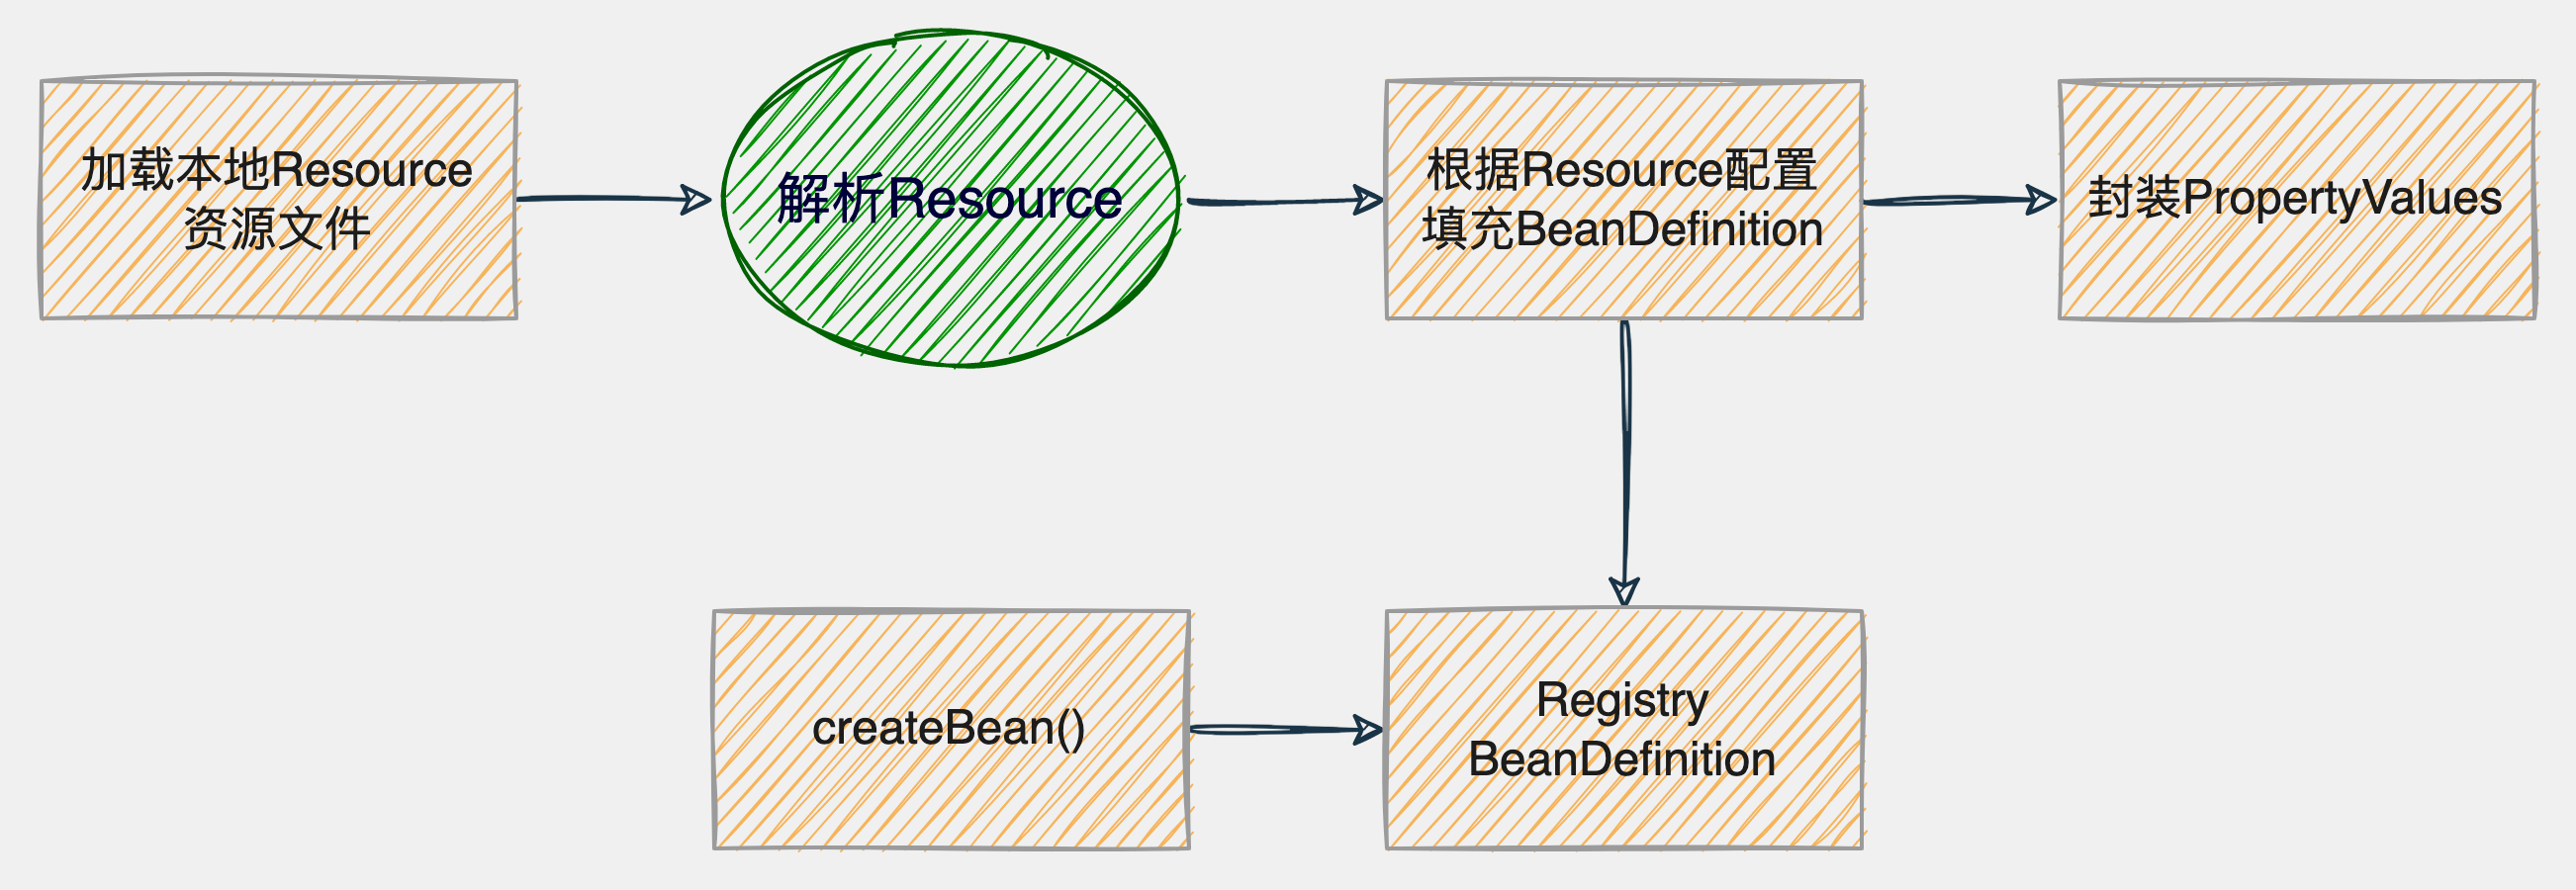 加载本地Resource
资源文件
解析Resource
根据Resource配置
填充BeanDefinition
封装PropertyValues
createBean()
Registry
BeanDefinition